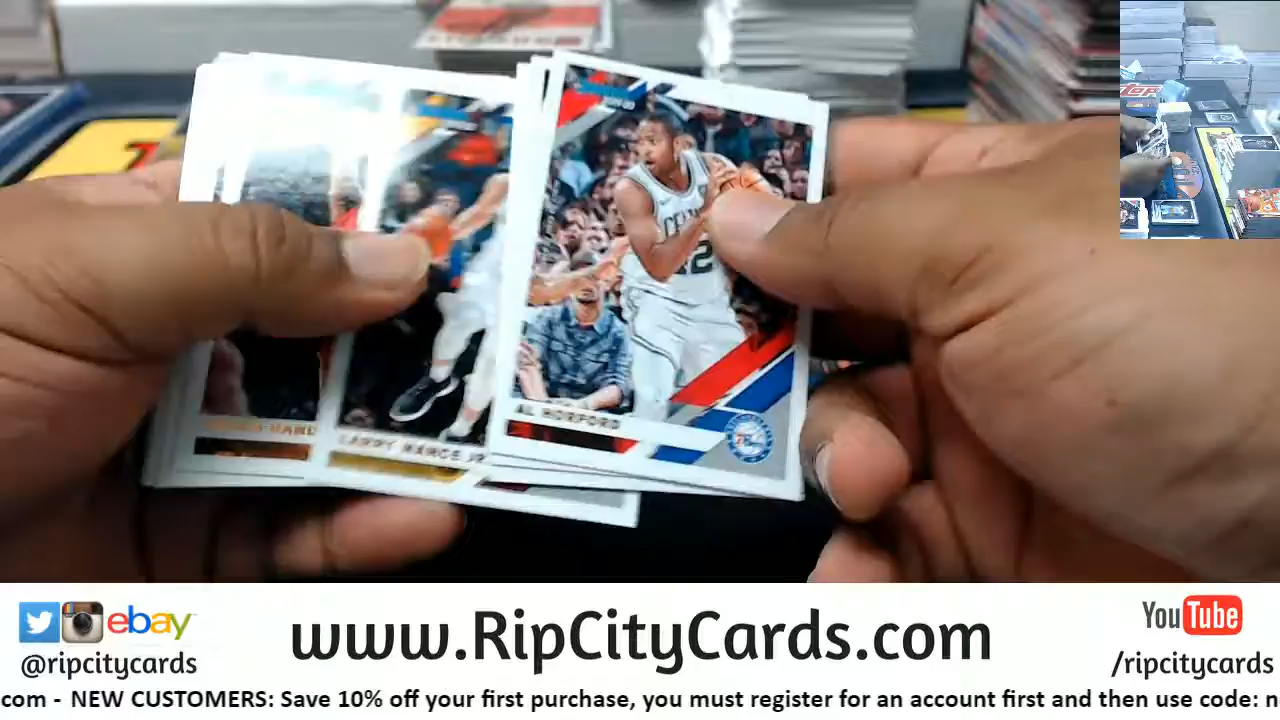 AL HORFORD
LARRY NANCE JR
76
ebay
@ripcitycards
www.RipCityCards.com
YouTube
/ripcitycards
com - NEW CUSTOMERS: Save 10% off your first purchase, you must register for an account first and then use code: n